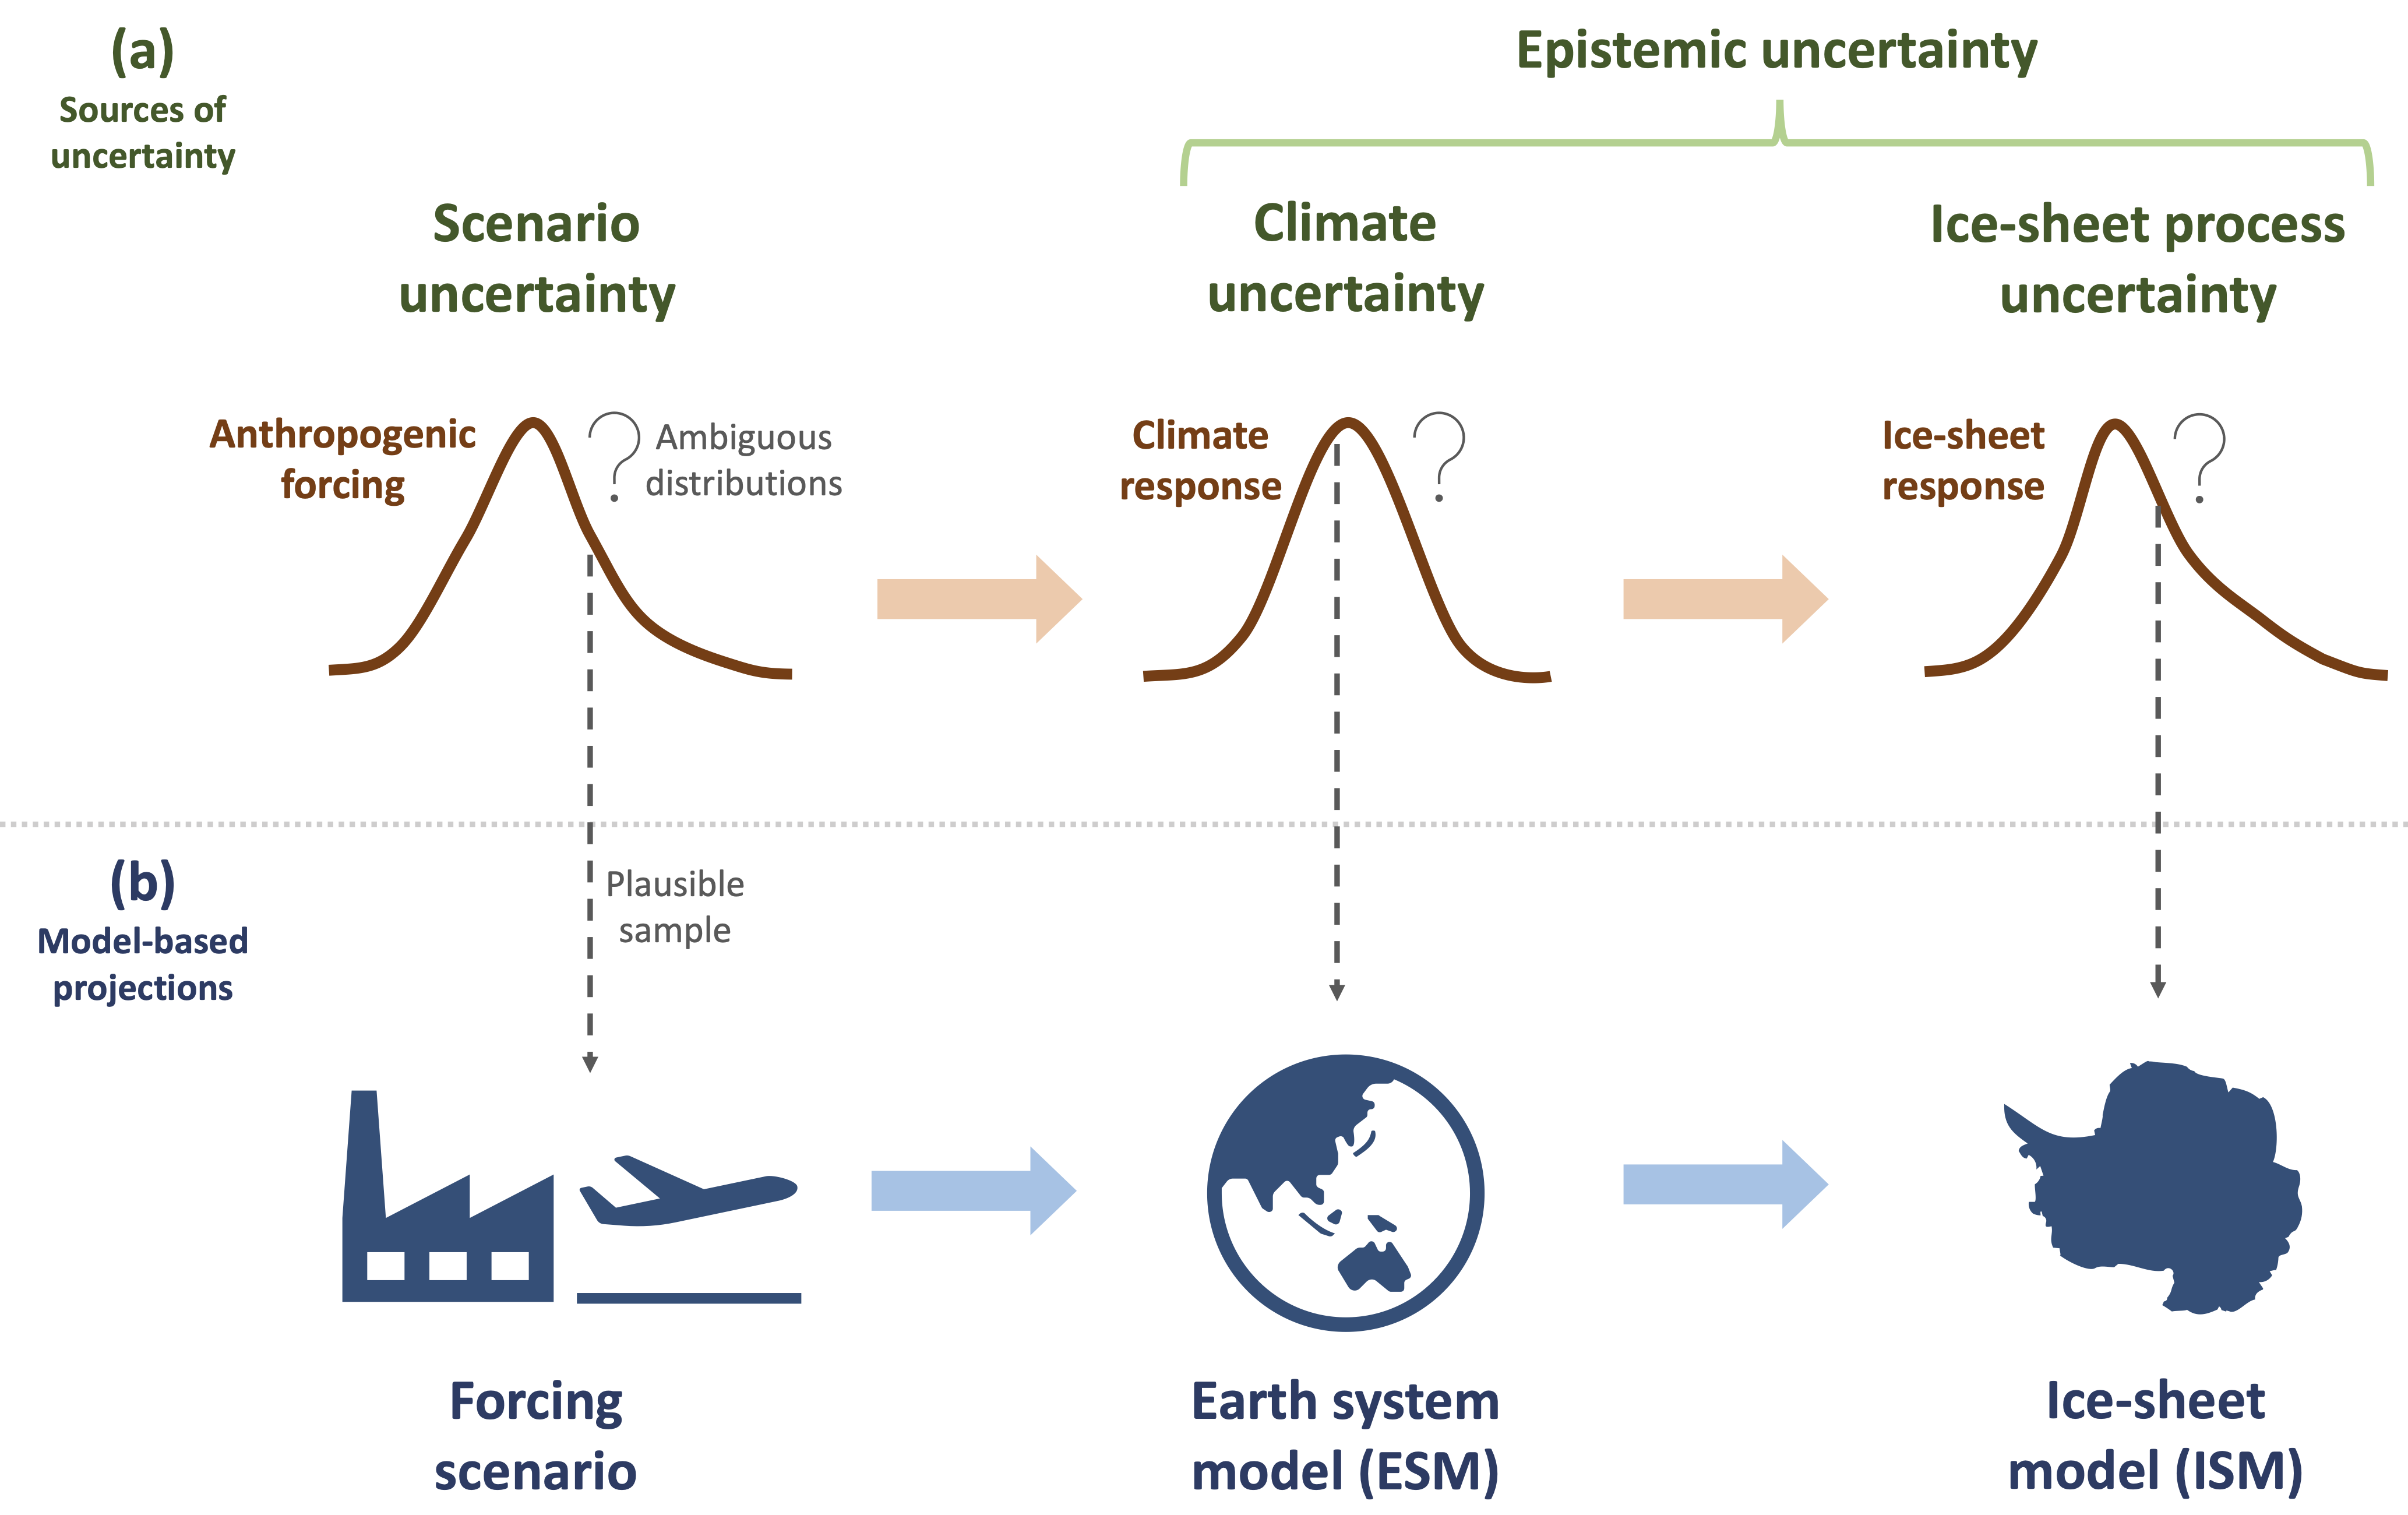 (a)
Sources of
uncertainty
Epistemic uncertainty
Scenario
uncertainty
Climate
uncertainty
Ice-sheet process
uncertainty
Anthropogenic
forcing
?
Ambiguous
distributions
Climate
response
?
Ice-sheet
response
?
(b)
Model-based
projections
Plausible
sample
Forcing
scenario
Earth system
model (ESM)
Ice-sheet
model (ISM)